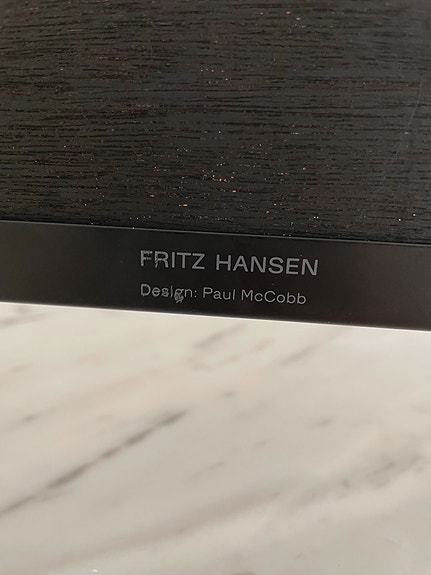 FRITZ HANSEN
Design: Paul McCobb